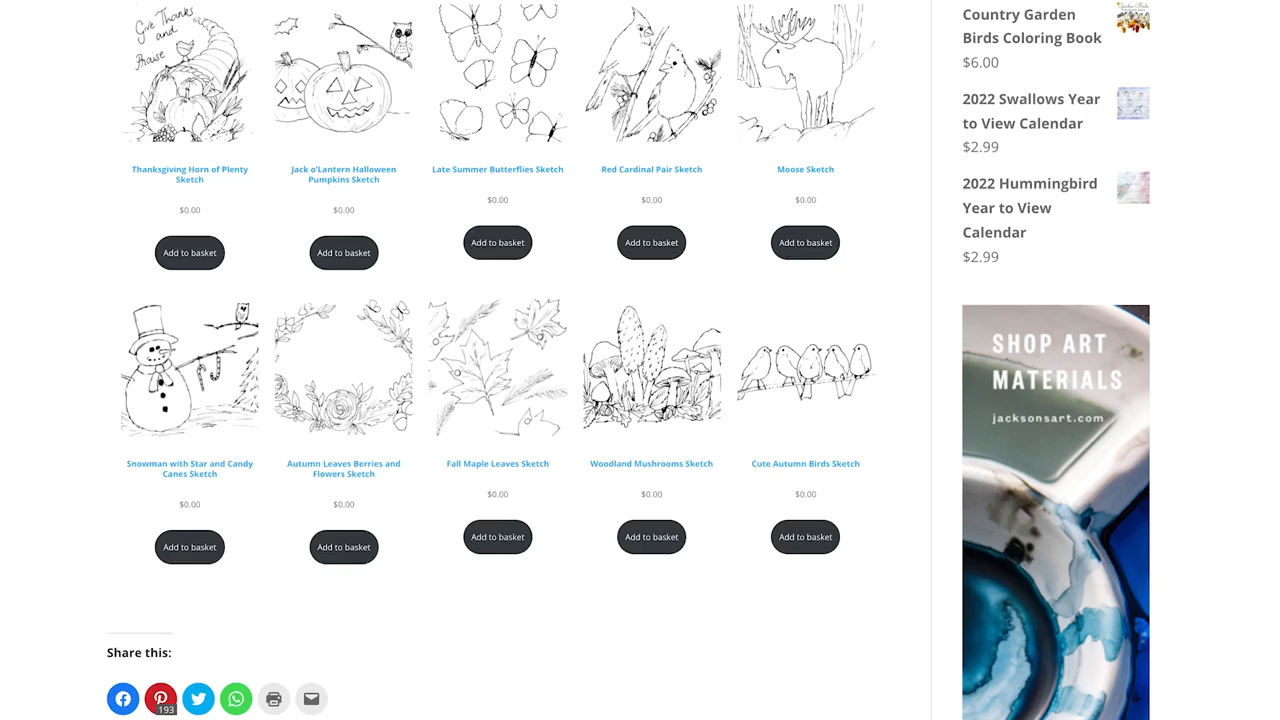 Give Thanks
and
Praise
Thanksgiving Horn of Plenty
Sketch
$0.00
Add to basket
Jack o'Lantern Halloween
Pumpkins Sketch
$0.00
Add to basket
Late Summer Butterflies Sketch
$0.00
Add to basket
Red Cardinal Pair Sketch
$0.00
Add to basket
Moose Sketch
$0.00
Add to basket
Snowman with Star and Candy
Canes Sketch
$0.00
Add to basket
Autumn Leaves Berries and
Flowers Sketch
$0.00
Add to basket
Fall Maple Leaves Sketch
$0.00
Add to basket
Woodland Mushrooms Sketch
$0.00
Add to basket
Cute Autumn Birds Sketch
$0.00
Add to basket
Share this:
193
Country Garden
Birds Coloring Book
$6.00
2022 Swallows Year
to View Calendar
$2.99
2022 Hummingbird
Year to View
Calendar
$2.99
SHOP ART
MATERIALS
jacksonsart.com